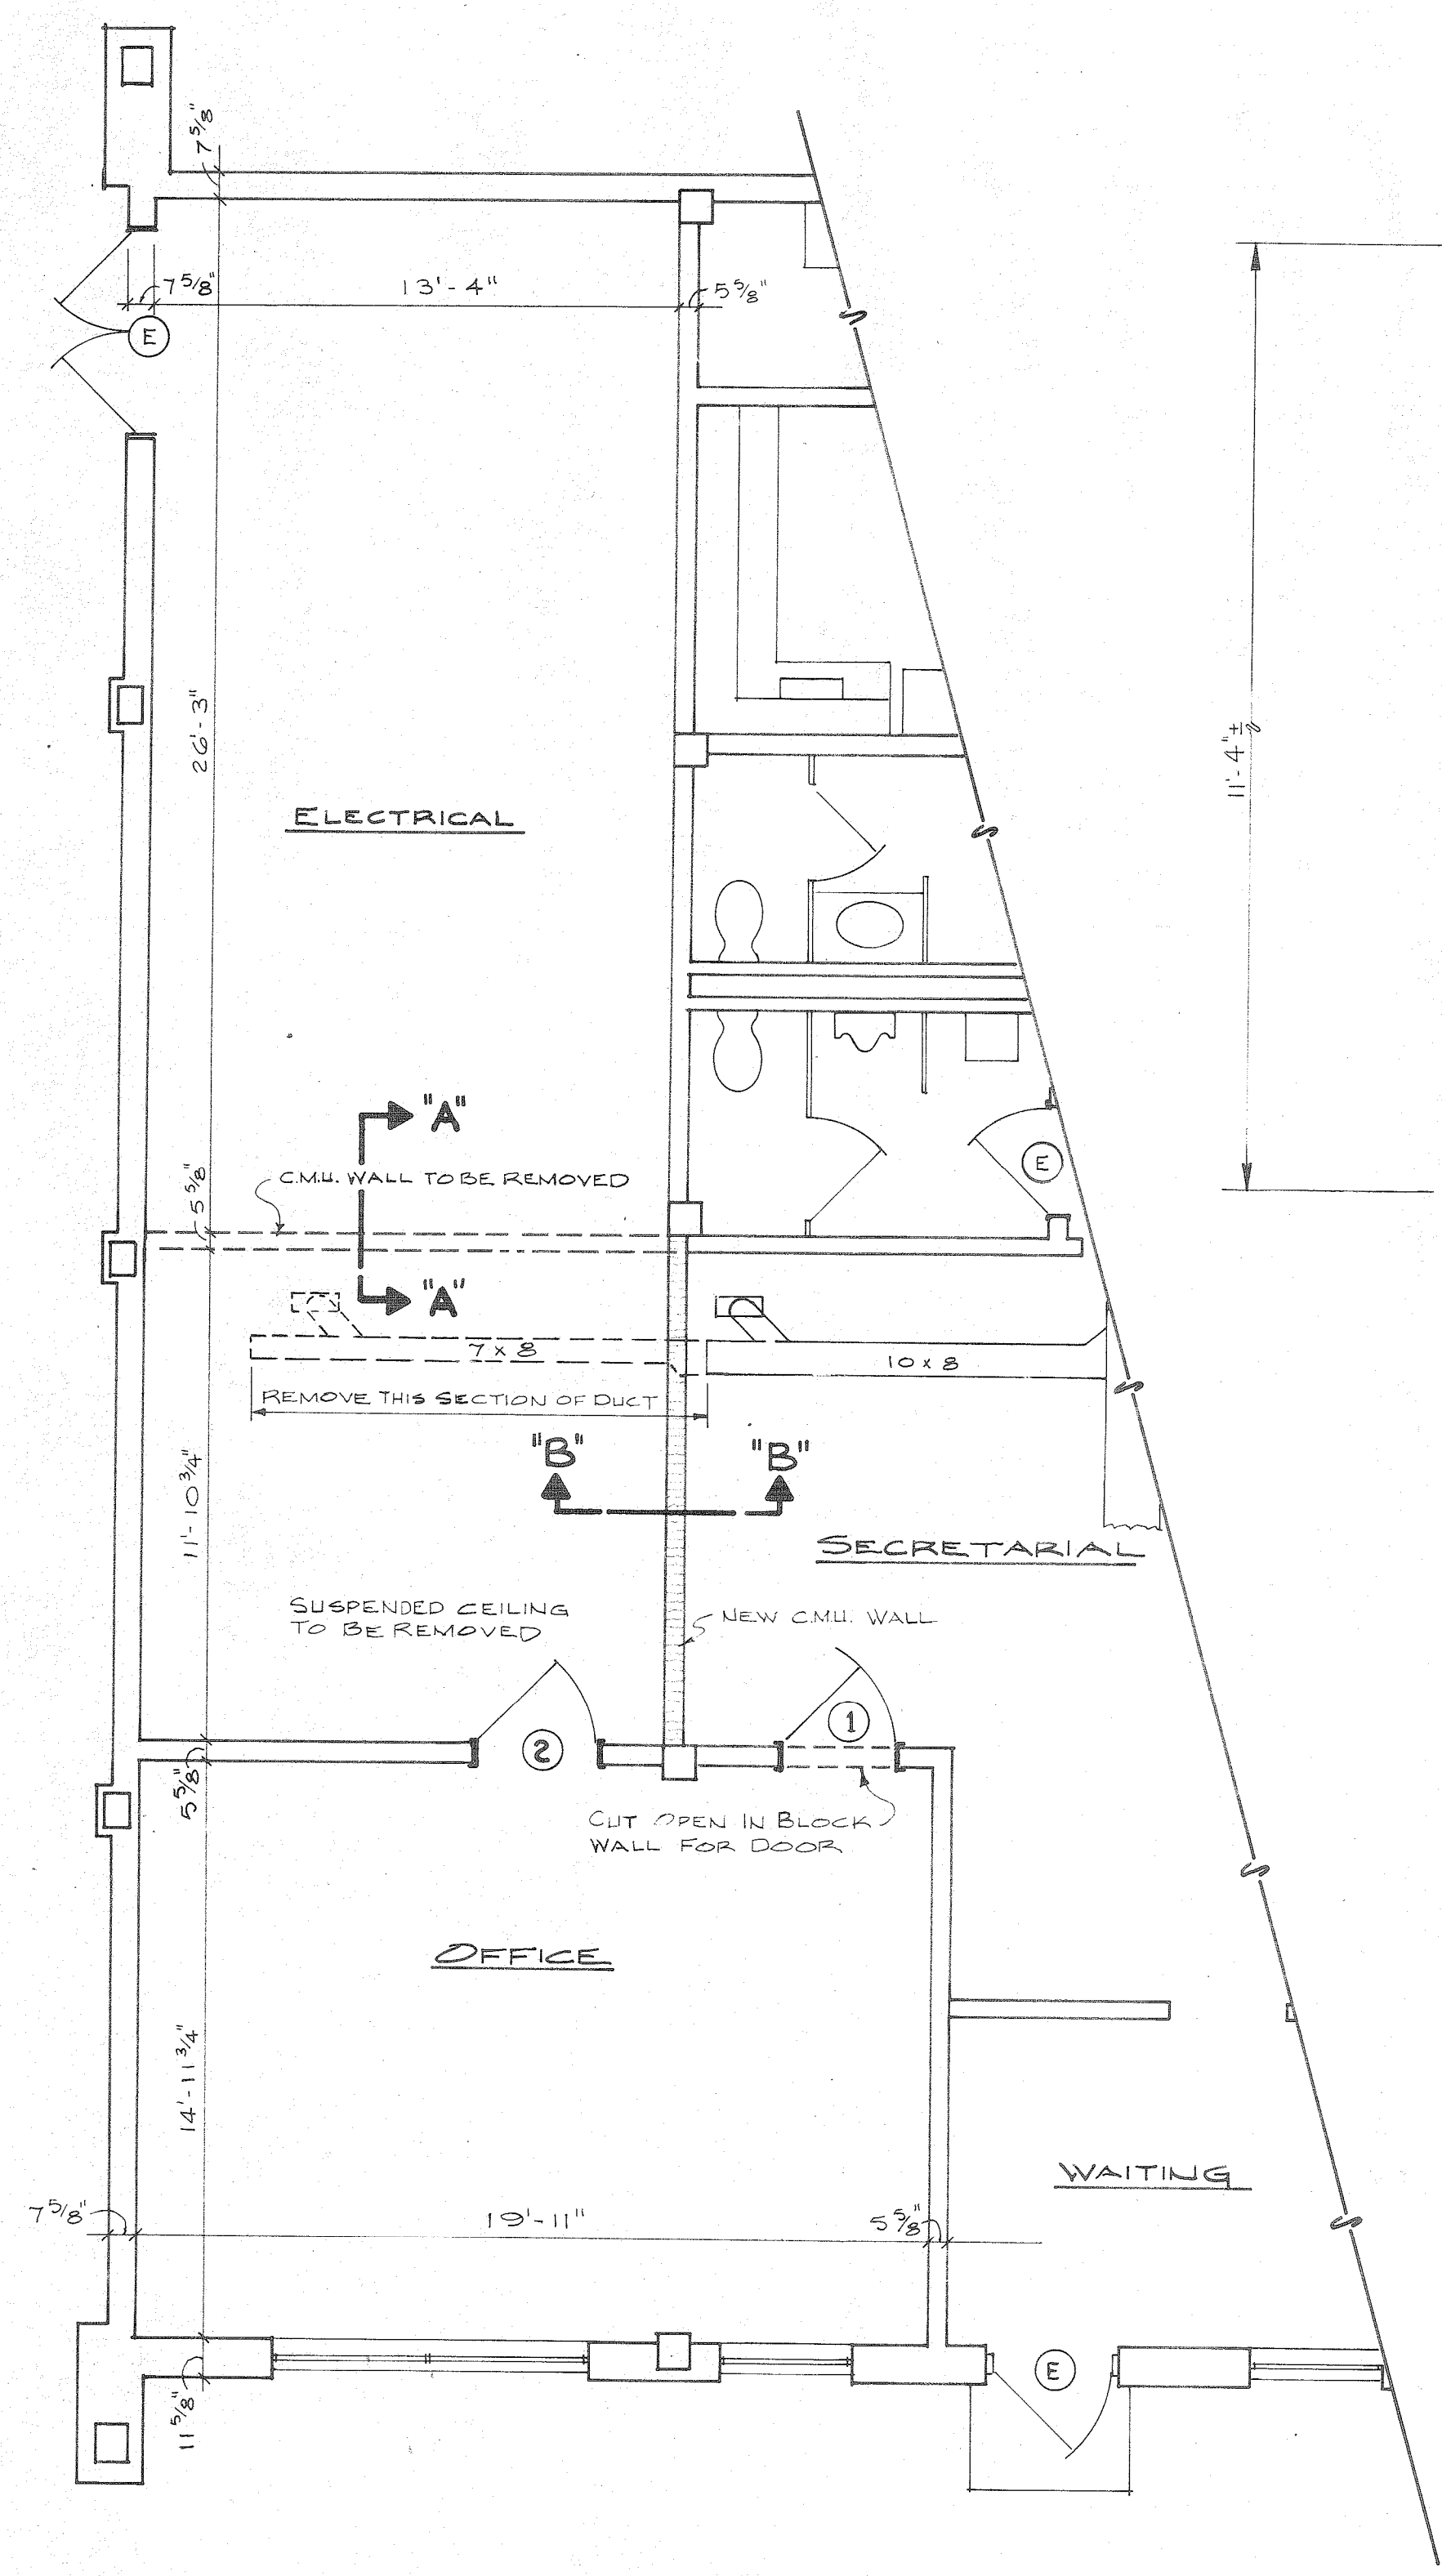 7 5/8"
7 5/8"
13'-4"
5 5/8"
E
26'-3"
11'-4"±
ELECTRICAL
"A"
C.M.U. WALL TO BE REMOVED
5 5/8"
E
"A"
7 x 8
10 x 8
REMOVE THIS SECTION OF DUCT
"B"
"B"
11'-10 3/4"
SECRETARIAL
SUSPENDED CEILING
TO BE REMOVED
NEW C.M.U. WALL
1
2
5 5/8"
CUT OPEN IN BLOCK
WALL FOR DOOR
OFFICE
14'-11 3/4"
WAITING
7 5/8"
19'-11"
5 5/8"
E
11 5/8"